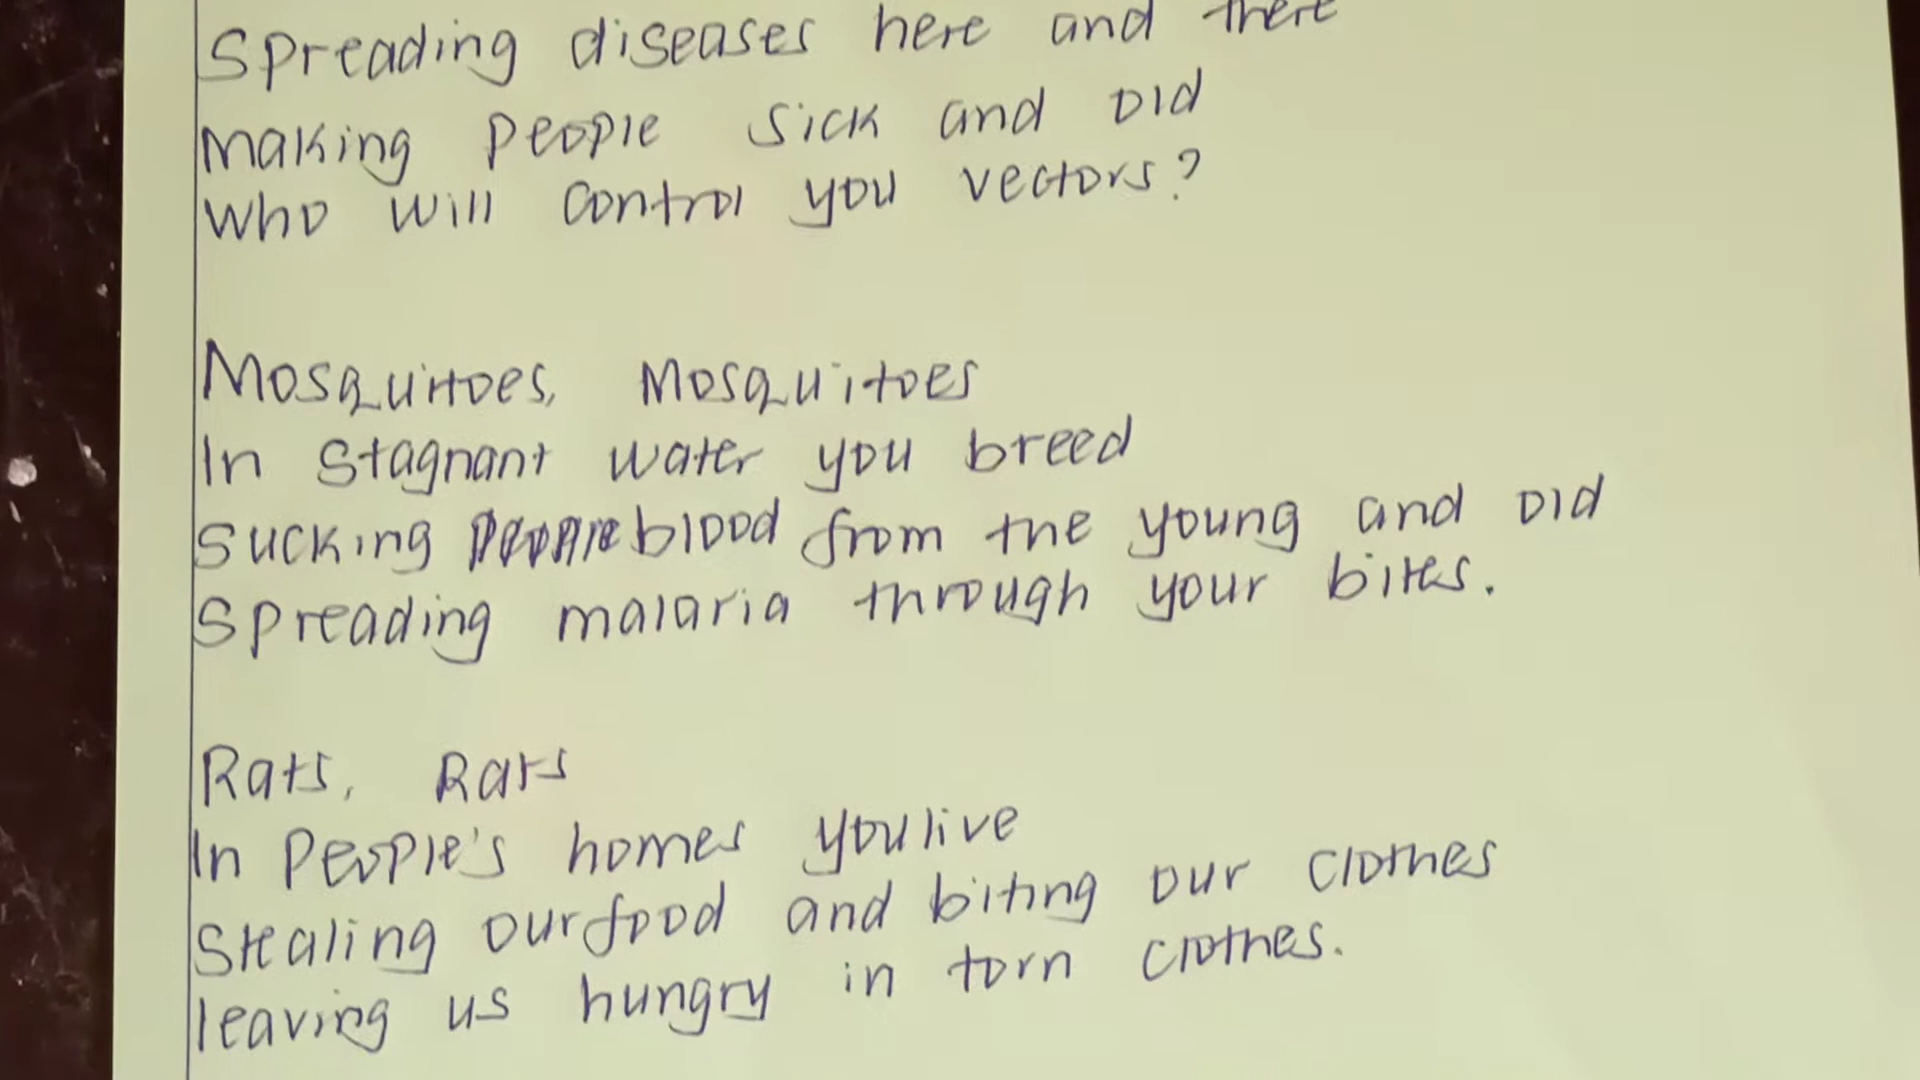 Spreading diseases here and there
Making people sick and old
Who will control you vectors?
Mosquitoes, Mosquitoes
In stagnant water you breed
Sucking blood from the young and old
Spreading malaria through your bites.
Rats, Rats
In people's homes you live
Stealing our food and biting our clothes
leaving us hungry in torn clothes.